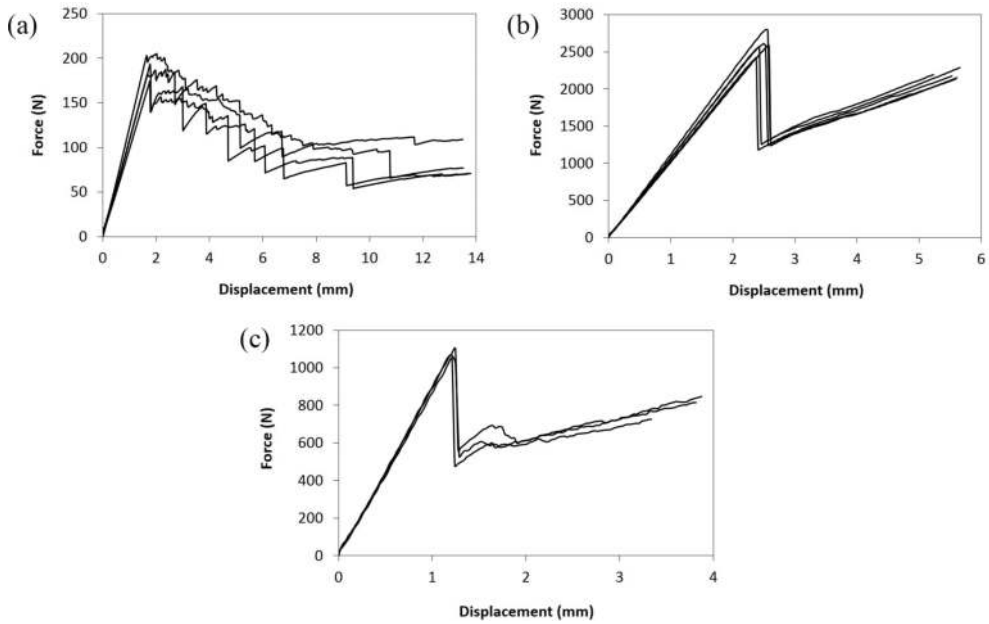 (a)
250
200
150
100
50
0
Force (N)
0 2 4 6 8 10 12 14
Displacement (mm)
(b)
3000
2500
2000
1500
1000
500
0
Force (N)
0 1 2 3 4 5 6
Displacement (mm)
(c)
1200
1000
800
600
400
200
0
Force (N)
0 1 2 3 4
Displacement (mm)